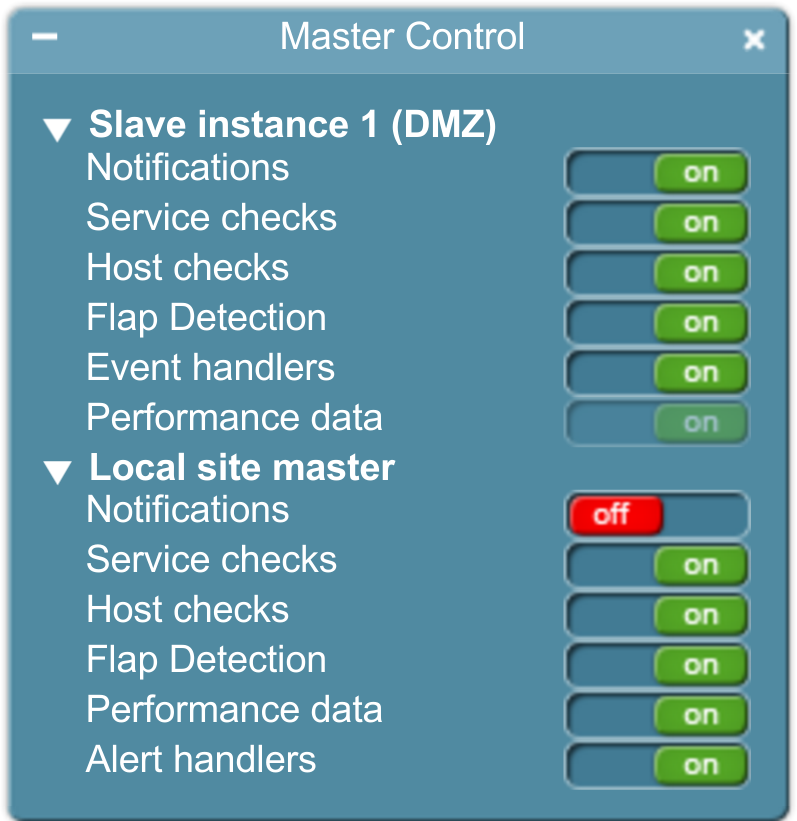 Master Control
Slave instance 1 (DMZ)
Notifications on
Service checks on
Host checks on
Flap Detection on
Event handlers on
Performance data on
Local site master
Notifications off
Service checks on
Host checks on
Flap Detection on
Performance data on
Alert handlers on